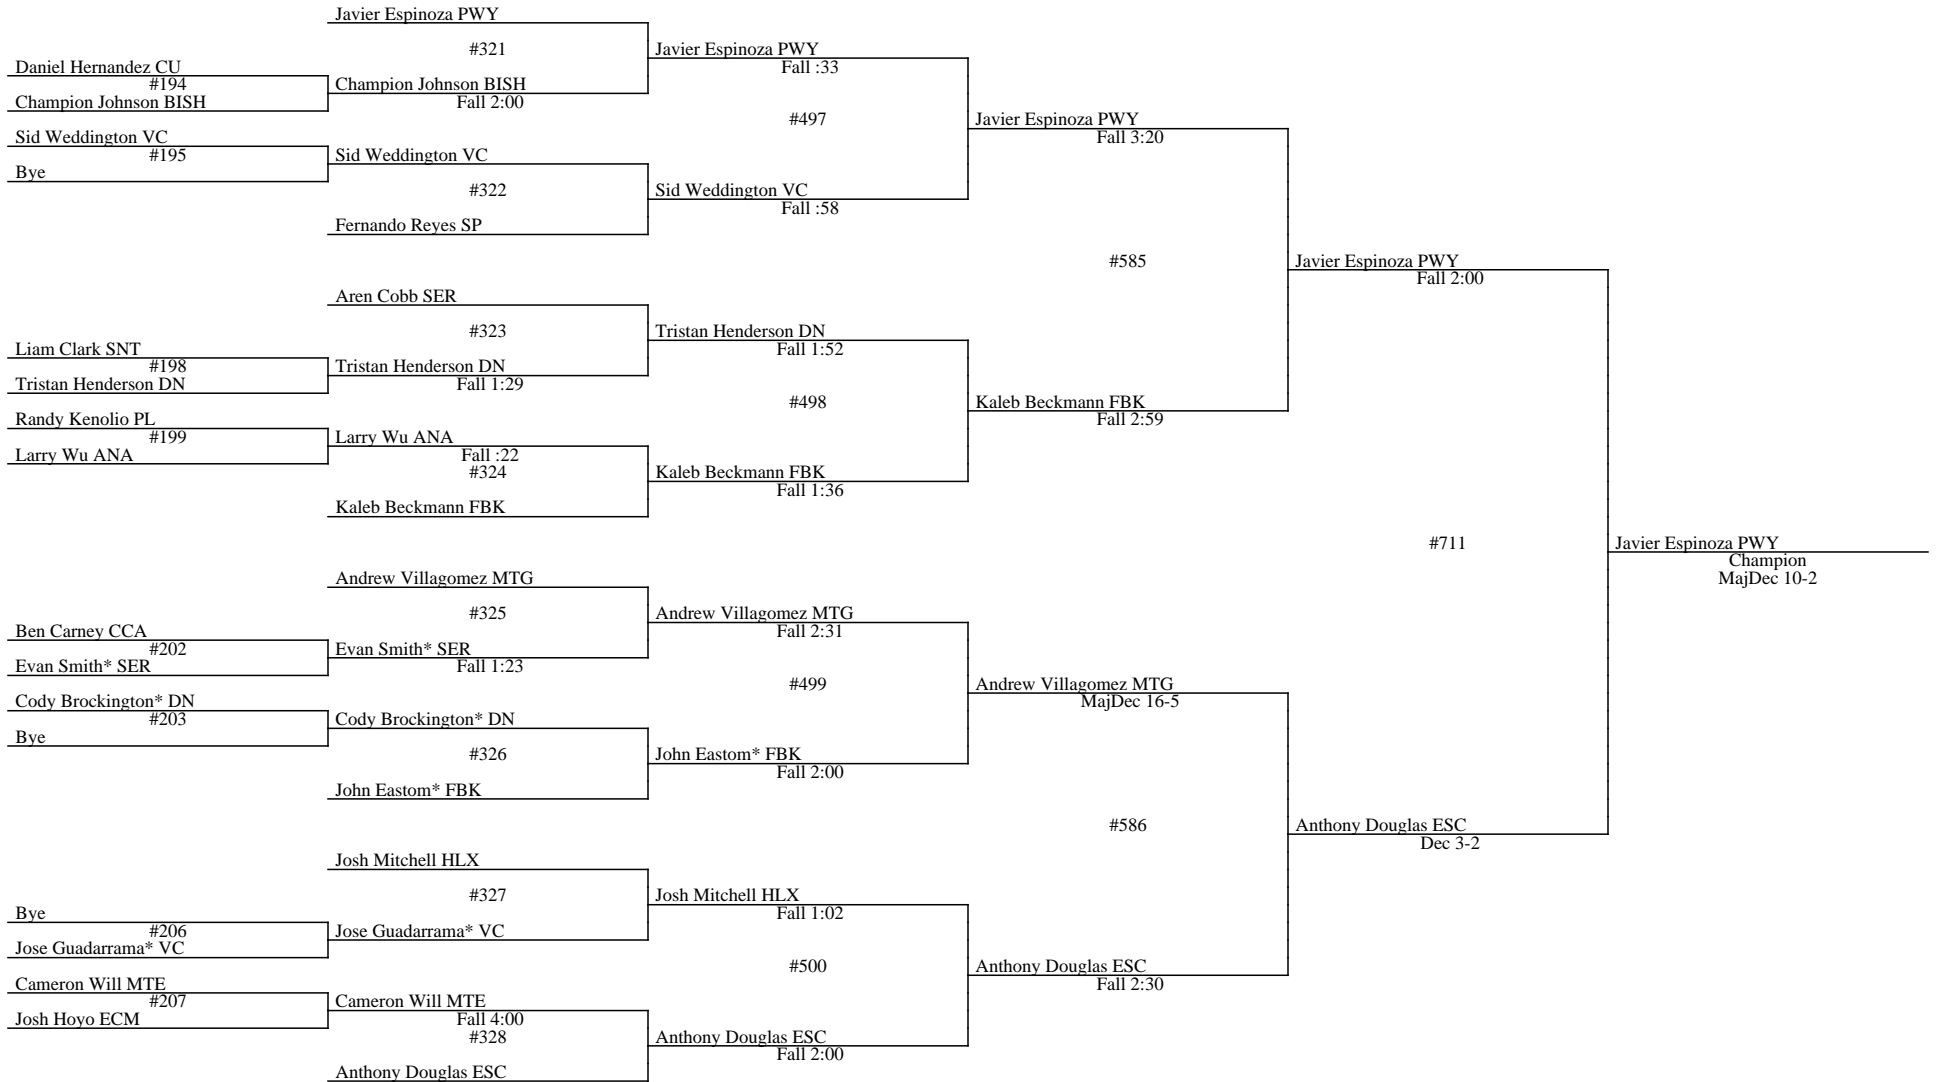 Javier Espinoza PWY
#321
Javier Espinoza PWY
Fall :33
Daniel Hernandez CU
#194
Champion Johnson BISH
Champion Johnson BISH
Fall 2:00
#497
Javier Espinoza PWY
Fall 3:20
Sid Weddington VC
#195
Bye
Sid Weddington VC
#322
Sid Weddington VC
Fall :58
Fernando Reyes SP
#585
Javier Espinoza PWY
Fall 2:00
Aren Cobb SER
#323
Tristan Henderson DN
Fall 1:52
Liam Clark SNT
#198
Tristan Henderson DN
Tristan Henderson DN
Fall 1:29
#498
Kaleb Beckmann FBK
Fall 2:59
Randy Kenolio PL
#199
Larry Wu ANA
Larry Wu ANA
Fall :22
#324
Kaleb Beckmann FBK
Fall 1:36
Kaleb Beckmann FBK
#711
Javier Espinoza PWY
Champion
MajDec 10-2
Andrew Villagomez MTG
#325
Andrew Villagomez MTG
Fall 2:31
Ben Carney CCA
#202
Evan Smith* SER
Evan Smith* SER
Fall 1:23
#499
Andrew Villagomez MTG
MajDec 16-5
Cody Brockington* DN
#203
Bye
Cody Brockington* DN
#326
John Eastom* FBK
Fall 2:00
John Eastom* FBK
#586
Anthony Douglas ESC
Dec 3-2
Josh Mitchell HLX
#327
Josh Mitchell HLX
Fall 1:02
Bye
#206
Jose Guadarrama* VC
Jose Guadarrama* VC
#500
Anthony Douglas ESC
Fall 2:30
Cameron Will MTE
#207
Josh Hoyo ECM
Cameron Will MTE
Fall 4:00
#328
Anthony Douglas ESC
Fall 2:00
Anthony Douglas ESC